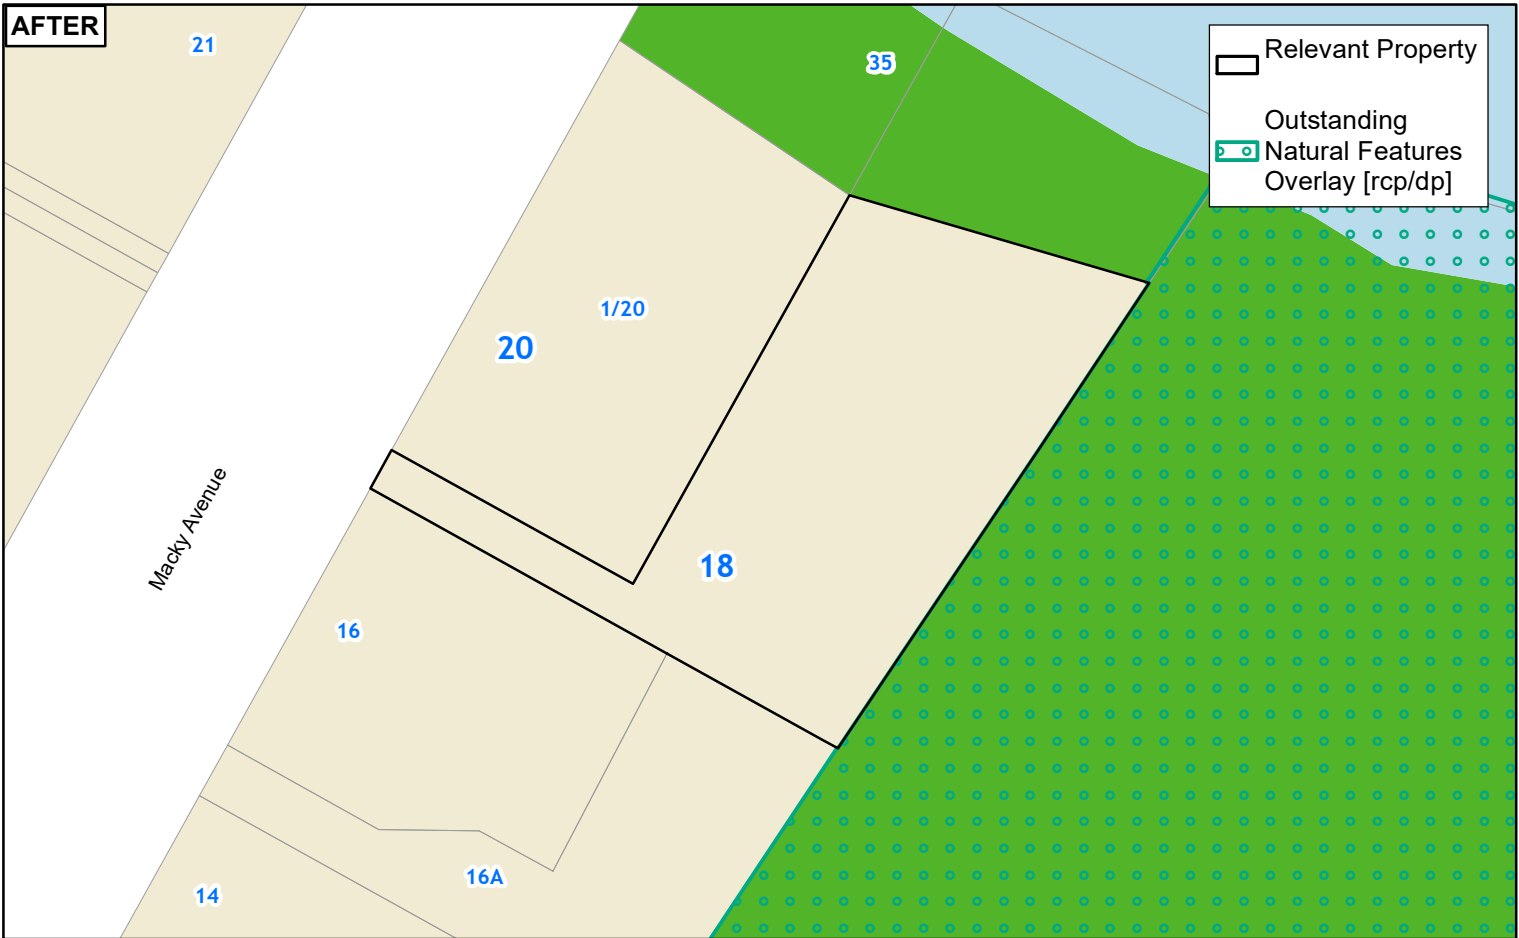 AFTER
21
35
Relevant Property
Outstanding
Natural Features
Overlay [rcp/dp]
1/20
20
Macky Avenue
18
16
16A
14